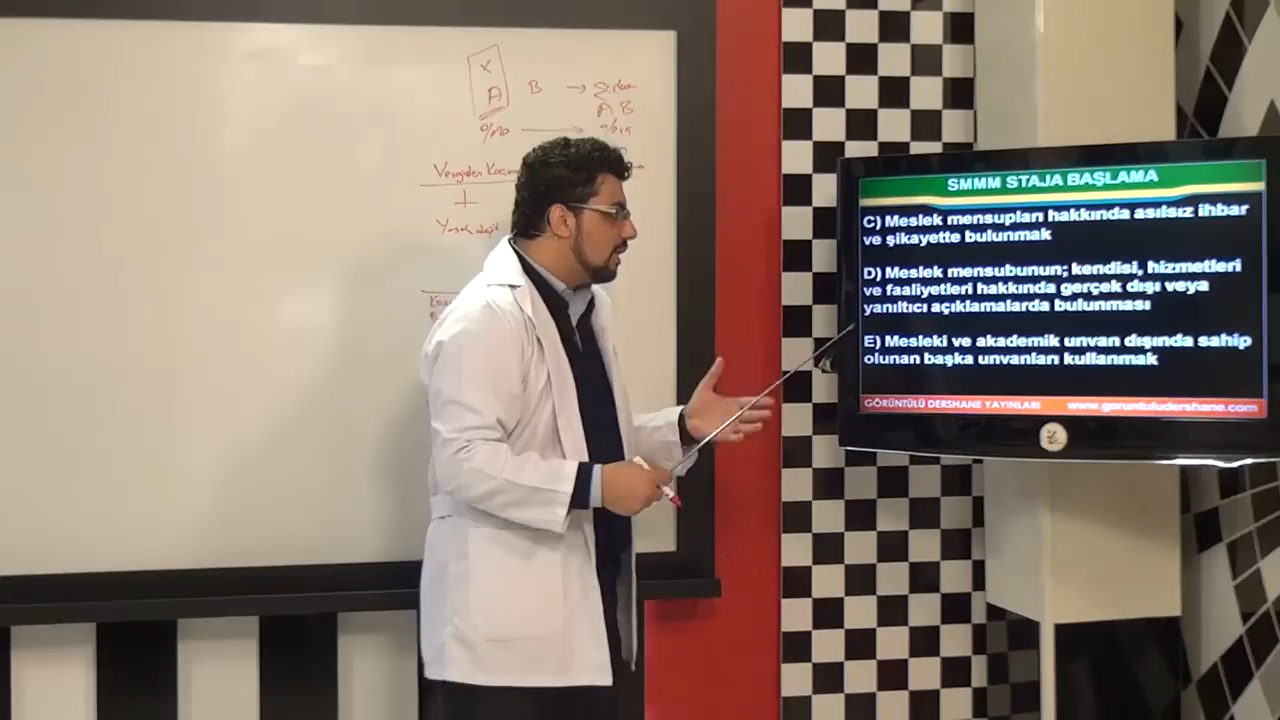 X
A B →
A B
Vergiden
+
Yasak değil
SMMM STAJA BAŞLAMA
C) Meslek mensupları hakkında asılsız ihbar
ve şikayette bulunmak
D) Meslek mensubunun; kendisi, hizmetleri
ve faaliyetleri hakkında gerçek dışı veya
yanıltıcı açıklamalarda bulunması
E) Mesleki ve akademik unvan dışında sahip
olunan başka unvanları kullanmak
GÖRÜNTÜLÜ DERSHANE YAYINLARI www.goruntuludershane.com